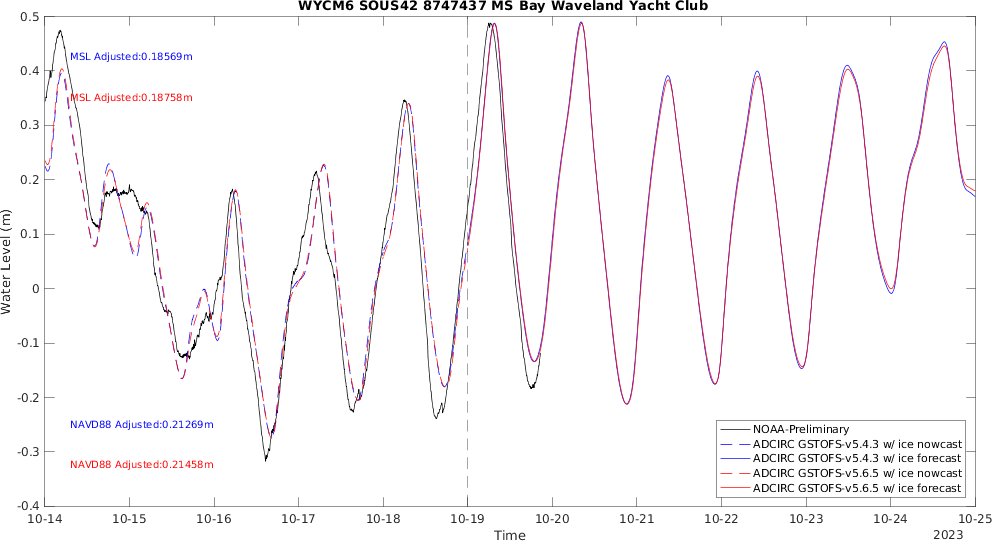 WYCM6 SOUS42 8747437 MS Bay Waveland Yacht Club
0.5
0.4
0.3
0.2
0.1
0
-0.1
-0.2
-0.3
-0.4
Water Level (m)
MSL Adjusted:0.18569m
MSL Adjusted:0.18758m
NAVD88 Adjusted:0.21269m
NAVD88 Adjusted:0.21458m
NOAA-Preliminary
ADCIRC GSTOFS-v5.4.3 w/ ice nowcast
ADCIRC GSTOFS-v5.4.3 w/ ice forecast
ADCIRC GSTOFS-v5.6.5 w/ ice nowcast
ADCIRC GSTOFS-v5.6.5 w/ ice forecast
10-14 10-15 10-16 10-17 10-18 10-19 10-20 10-21 10-22 10-23 10-24 10-25
Time
2023